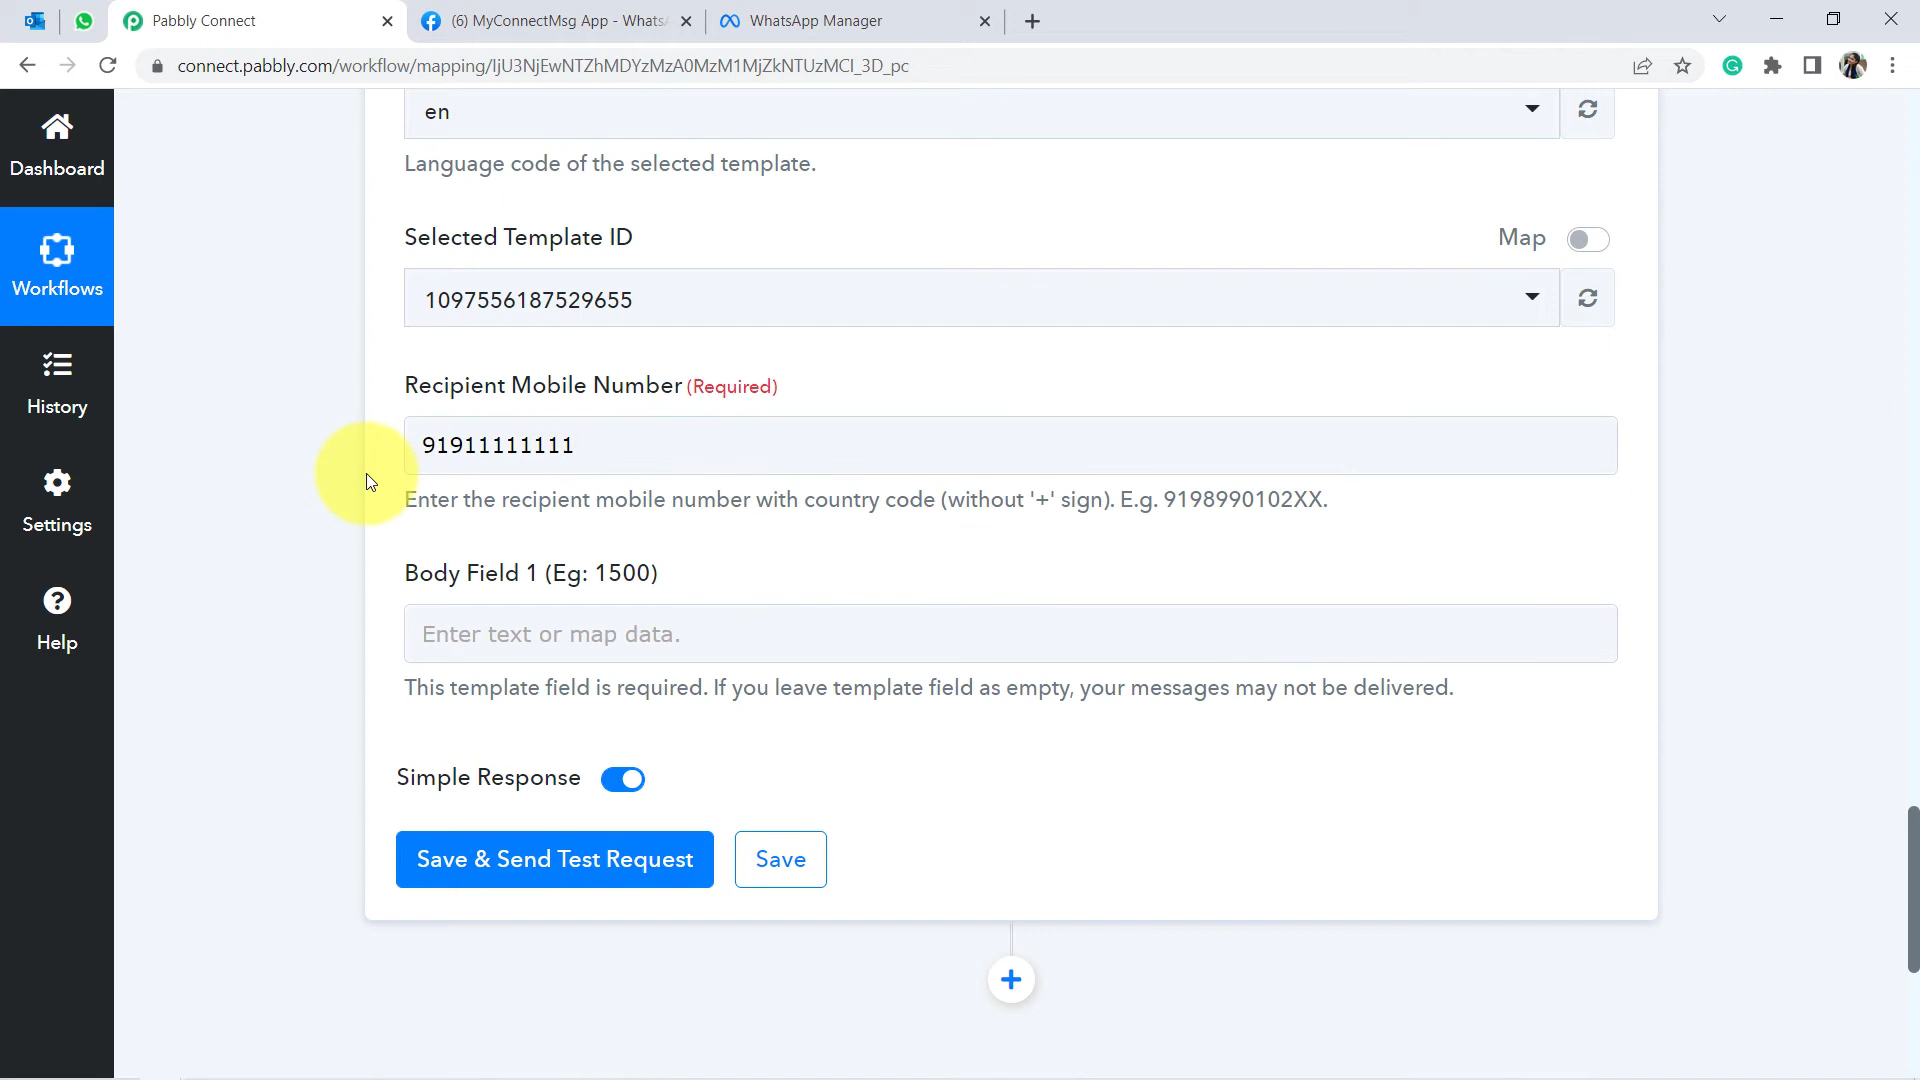 Pabbly Connect
(6) MyConnectMsg App - Whats
WhatsApp Manager
connect.pabbly.com/workflow/mapping/IjU3NjEwNTZhMDYzMzA0MzM1MjZkNTUzMCI_3D_pc
Dashboard
Workflows
History
Settings
Help
en
Language code of the selected template.
Selected Template ID
Map
1097556187529655
Recipient Mobile Number (Required)
91911111111
Enter the recipient mobile number with country code (without '+' sign). E.g. 9198990102XX.
Body Field 1 (Eg: 1500)
Enter text or map data.
This template field is required. If you leave template field as empty, your messages may not be delivered.
Simple Response
Save & Send Test Request
Save